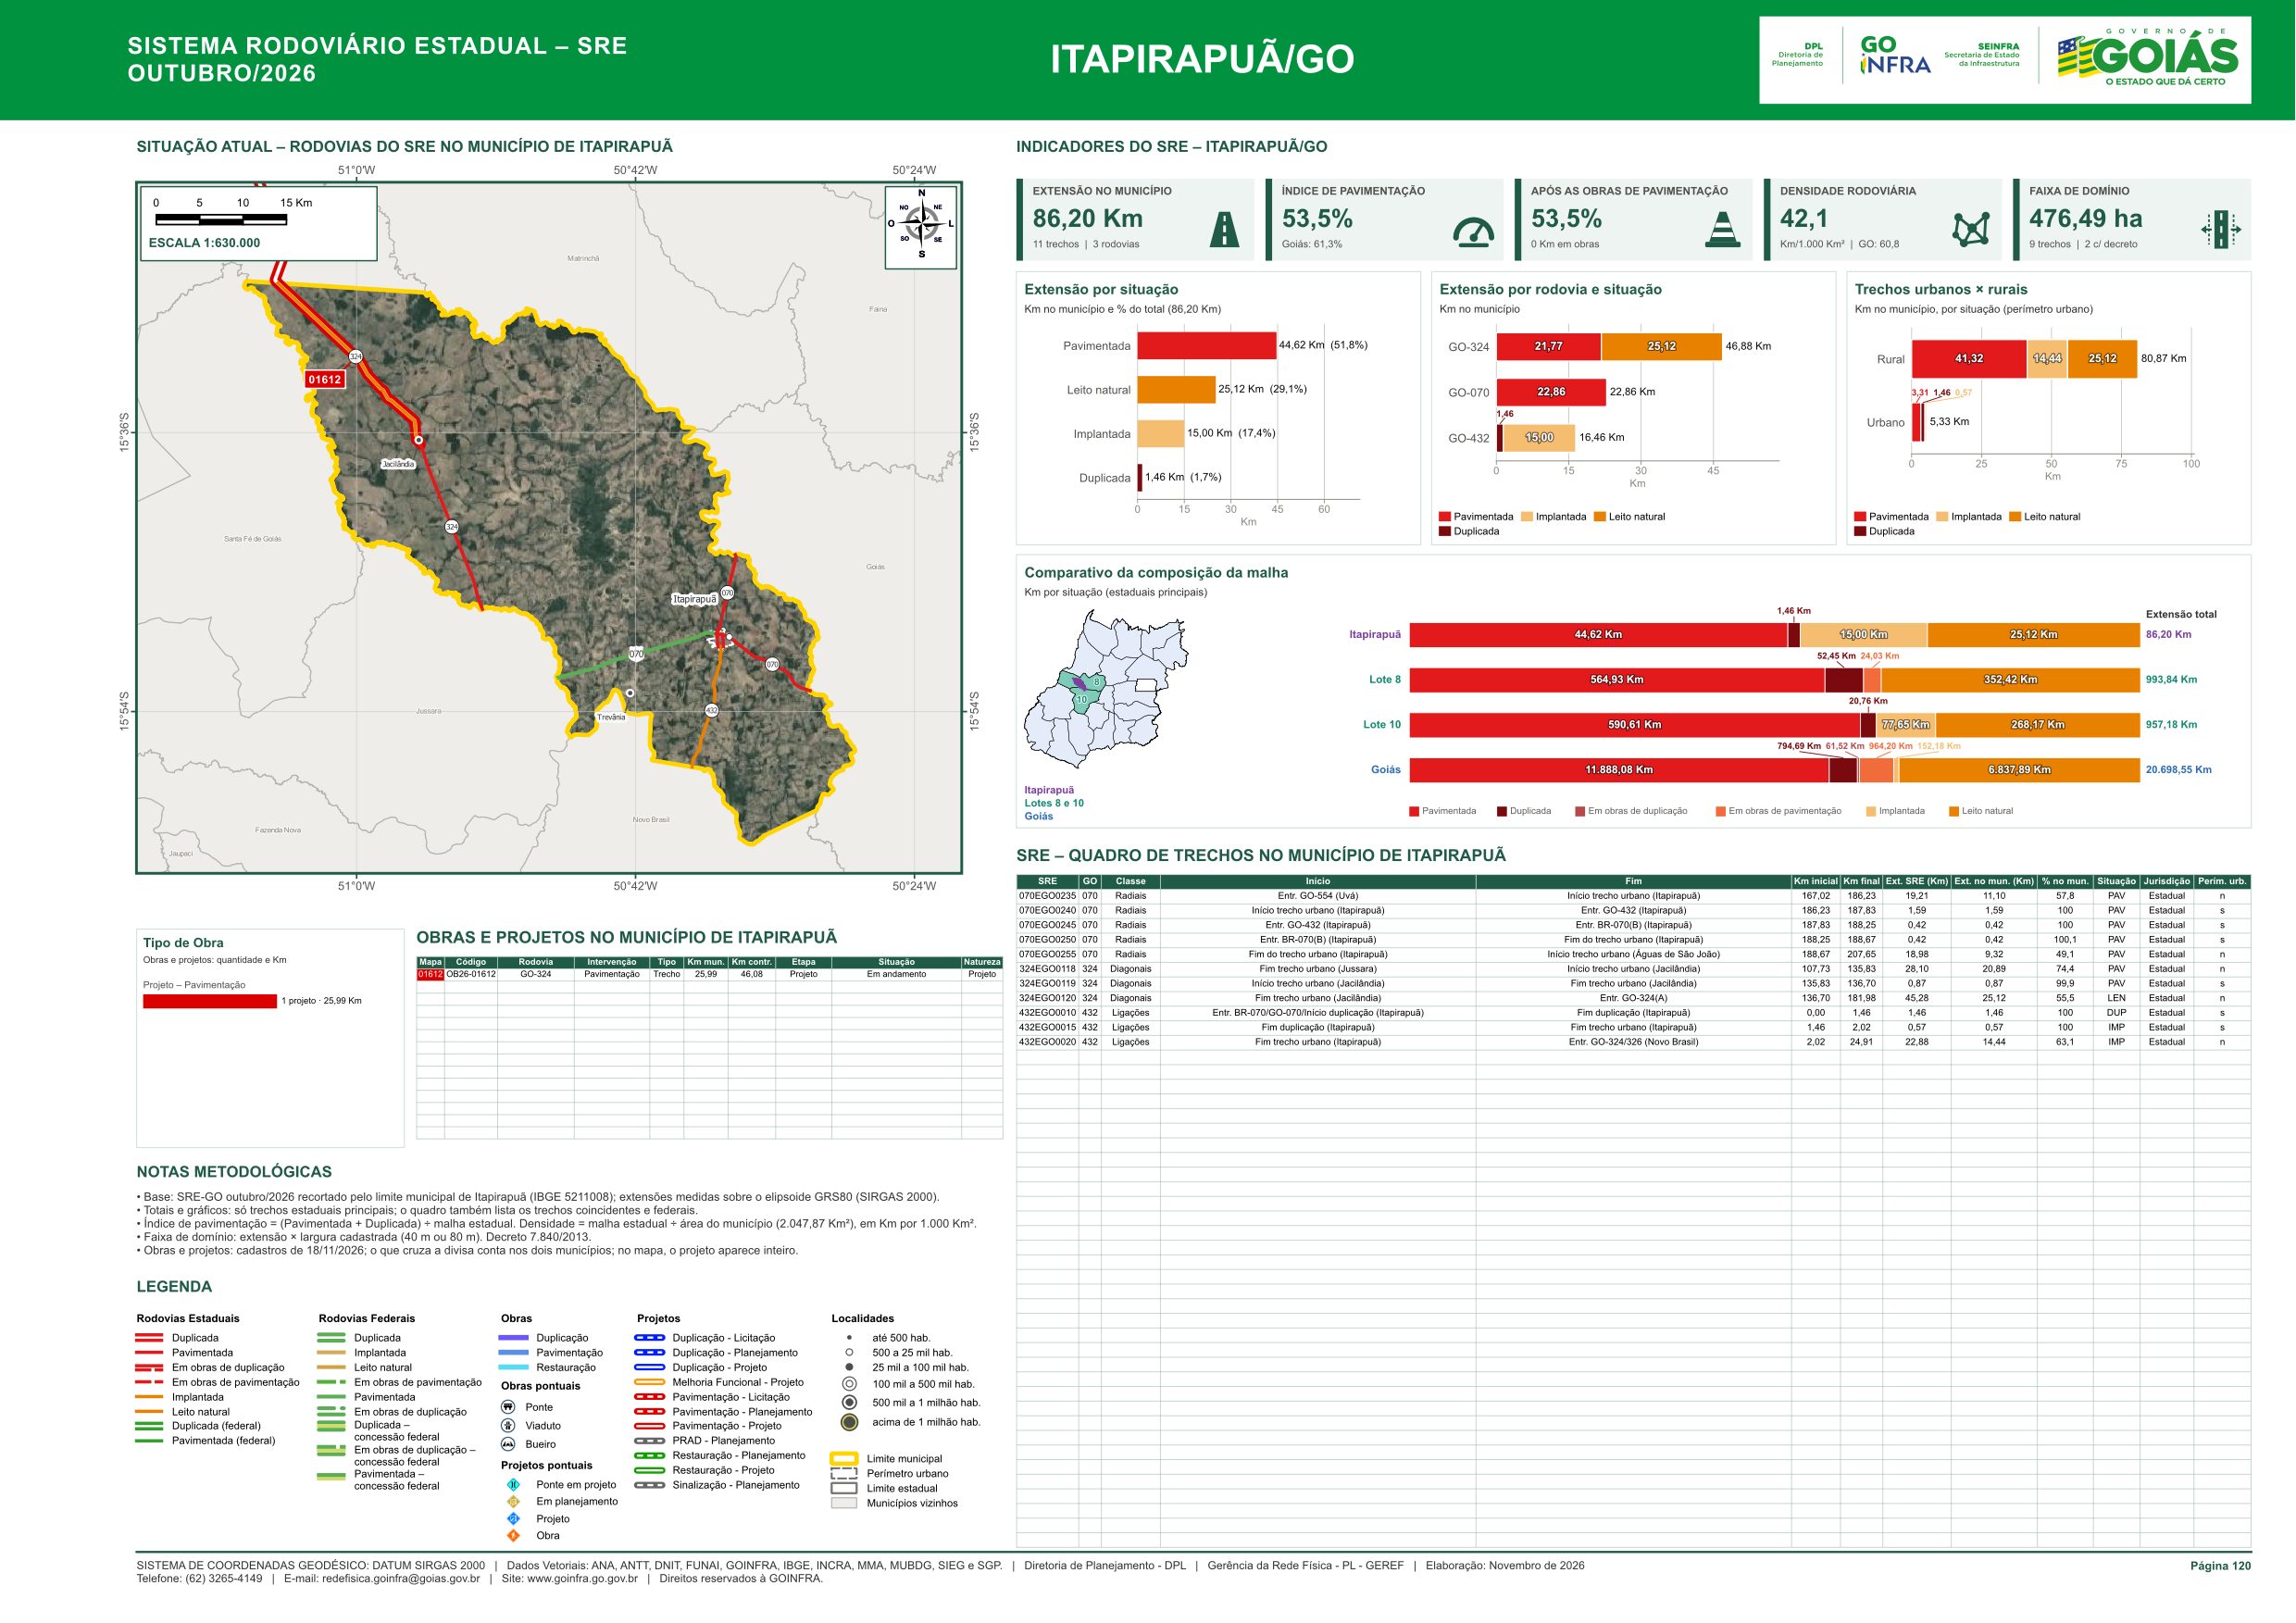 SISTEMA RODOVIÁRIO ESTADUAL – SRE
OUTUBRO/2026
ITAPIRAPUÃ/GO
DPL
Diretoria de
Planejamento
GO
iNFRA
SEINFRA
Secretaria de Estado
da Infraestrutura
GOVERNO DE
GOIÁS
O ESTADO QUE DÁ CERTO
SITUAÇÃO ATUAL – RODOVIAS DO SRE NO MUNICÍPIO DE ITAPIRAPUÃ
51°0'W 50°42'W 50°24'W
0 5 10 15 Km
ESCALA 1:630.000
N
NO NE
O L
SO SE
S
Matrinchã
Faina
324
01612
15°36'S 15°36'S
Jacilândia
324
Santa Fé de Goiás
Goiás
070
Itapirapuã
070
070
Trevânia
432
15°54'S 15°54'S
Jussara
Novo Brasil
Fazenda Nova
Jaupaci
51°0'W 50°42'W 50°24'W
INDICADORES DO SRE – ITAPIRAPUÃ/GO
EXTENSÃO NO MUNICÍPIO
86,20 Km
11 trechos | 3 rodovias
ÍNDICE DE PAVIMENTAÇÃO
53,5%
Goiás: 61,3%
APÓS AS OBRAS DE PAVIMENTAÇÃO
53,5%
0 Km em obras
DENSIDADE RODOVIÁRIA
42,1
Km/1.000 Km² | GO: 60,8
FAIXA DE DOMÍNIO
476,49 ha
9 trechos | 2 c/ decreto
Extensão por situação
Km no município e % do total (86,20 Km)
Pavimentada 44,62 Km (51,8%)
Leito natural 25,12 Km (29,1%)
Implantada 15,00 Km (17,4%)
Duplicada 1,46 Km (1,7%)
0 15 30 45 60
Km
Extensão por rodovia e situação
Km no município
GO-324 21,77 25,12 46,88 Km
GO-070 22,86 22,86 Km
1,46
GO-432 15,00 16,46 Km
0 15 30 45
Km
Pavimentada Implantada Leito natural
Duplicada
Trechos urbanos × rurais
Km no município, por situação (perímetro urbano)
Rural 41,32 14,44 25,12 80,87 Km
3,31 1,46 0,57
Urbano 5,33 Km
0 25 50 75 100
Km
Pavimentada Implantada Leito natural
Duplicada
Comparativo da composição da malha
Km por situação (estaduais principais)
8
10
Itapirapuã
Lotes 8 e 10
Goiás
Extensão total
1,46 Km
Itapirapuã 44,62 Km 15,00 Km 25,12 Km 86,20 Km
52,45 Km 24,03 Km
Lote 8 564,93 Km 352,42 Km 993,84 Km
20,76 Km
Lote 10 590,61 Km 77,65 Km 268,17 Km 957,18 Km
794,69 Km 61,52 Km 964,20 Km 152,18 Km
Goiás 11.888,08 Km 6.837,89 Km 20.698,55 Km
Pavimentada Duplicada Em obras de duplicação Em obras de pavimentação Implantada Leito natural
SRE – QUADRO DE TRECHOS NO MUNICÍPIO DE ITAPIRAPUÃ
SRE GO Classe Início Fim Km inicial Km final Ext. SRE (Km) Ext. no mun. (Km) % no mun. Situação Jurisdição Perím. urb.
070EGO0235 070 Radiais Entr. GO-554 (Uvá) Início trecho urbano (Itapirapuã) 167,02 186,23 19,21 11,10 57,8 PAV Estadual n
070EGO0240 070 Radiais Início trecho urbano (Itapirapuã) Entr. GO-432 (Itapirapuã) 186,23 187,83 1,59 1,59 100 PAV Estadual s
070EGO0245 070 Radiais Entr. GO-432 (Itapirapuã) Entr. BR-070(B) (Itapirapuã) 187,83 188,25 0,42 0,42 100 PAV Estadual s
070EGO0250 070 Radiais Entr. BR-070(B) (Itapirapuã) Fim do trecho urbano (Itapirapuã) 188,25 188,67 0,42 0,42 100,1 PAV Estadual s
070EGO0255 070 Radiais Fim do trecho urbano (Itapirapuã) Início trecho urbano (Águas de São João) 188,67 207,65 18,98 9,32 49,1 PAV Estadual n
324EGO0118 324 Diagonais Fim trecho urbano (Jussara) Início trecho urbano (Jacilândia) 107,73 135,83 28,10 20,89 74,4 PAV Estadual n
324EGO0119 324 Diagonais Início trecho urbano (Jacilândia) Fim trecho urbano (Jacilândia) 135,83 136,70 0,87 0,87 99,9 PAV Estadual s
324EGO0120 324 Diagonais Fim trecho urbano (Jacilândia) Entr. GO-324(A) 136,70 181,98 45,28 25,12 55,5 LEN Estadual n
432EGO0010 432 Ligações Entr. BR-070/GO-070/Início duplicação (Itapirapuã) Fim duplicação (Itapirapuã) 0,00 1,46 1,46 1,46 100 DUP Estadual s
432EGO0015 432 Ligações Fim duplicação (Itapirapuã) Fim trecho urbano (Itapirapuã) 1,46 2,02 0,57 0,57 100 IMP Estadual s
432EGO0020 432 Ligações Fim trecho urbano (Itapirapuã) Entr. GO-324/326 (Novo Brasil) 2,02 24,91 22,88 14,44 63,1 IMP Estadual n
Tipo de Obra
Obras e projetos: quantidade e Km
Projeto – Pavimentação
1 projeto · 25,99 Km
OBRAS E PROJETOS NO MUNICÍPIO DE ITAPIRAPUÃ
Mapa Código Rodovia Intervenção Tipo Km mun. Km contr. Etapa Situação Natureza
01612 OB26-01612 GO-324 Pavimentação Trecho 25,99 46,08 Projeto Em andamento Projeto
NOTAS METODOLÓGICAS
• Base: SRE-GO outubro/2026 recortado pelo limite municipal de Itapirapuã (IBGE 5211008); extensões medidas sobre o elipsoide GRS80 (SIRGAS 2000).
• Totais e gráficos: só trechos estaduais principais; o quadro também lista os trechos coincidentes e federais.
• Índice de pavimentação = (Pavimentada + Duplicada) ÷ malha estadual. Densidade = malha estadual ÷ área do município (2.047,87 Km²), em Km por 1.000 Km².
• Faixa de domínio: extensão × largura cadastrada (40 m ou 80 m). Decreto 7.840/2013.
• Obras e projetos: cadastros de 18/11/2026; o que cruza a divisa conta nos dois municípios; no mapa, o projeto aparece inteiro.
LEGENDA
Rodovias Estaduais
Duplicada
Pavimentada
Em obras de duplicação
Em obras de pavimentação
Implantada
Leito natural
Duplicada (federal)
Pavimentada (federal)
Rodovias Federais
Duplicada
Implantada
Leito natural
Em obras de pavimentação
Pavimentada
Em obras de duplicação
Duplicada –
concessão federal
Em obras de duplicação –
concessão federal
Pavimentada –
concessão federal
Obras
Duplicação
Pavimentação
Restauração
Obras pontuais
Ponte
Viaduto
Bueiro
Projetos pontuais
Ponte em projeto
Em planejamento
Projeto
Obra
Projetos
Duplicação - Licitação
Duplicação - Planejamento
Duplicação - Projeto
Melhoria Funcional - Projeto
Pavimentação - Licitação
Pavimentação - Planejamento
Pavimentação - Projeto
PRAD - Planejamento
Restauração - Planejamento
Restauração - Projeto
Sinalização - Planejamento
Localidades
até 500 hab.
500 a 25 mil hab.
25 mil a 100 mil hab.
100 mil a 500 mil hab.
500 mil a 1 milhão hab.
acima de 1 milhão hab.
Limite municipal
Perímetro urbano
Limite estadual
Municípios vizinhos
SISTEMA DE COORDENADAS GEODÉSICO: DATUM SIRGAS 2000 | Dados Vetoriais: ANA, ANTT, DNIT, FUNAI, GOINFRA, IBGE, INCRA, MMA, MUBDG, SIEG e SGP. | Diretoria de Planejamento - DPL | Gerência da Rede Física - PL - GEREF | Elaboração: Novembro de 2026
Página 120
Telefone: (62) 3265-4149 | E-mail: redefisica.goinfra@goias.gov.br | Site: www.goinfra.go.gov.br | Direitos reservados à GOINFRA.